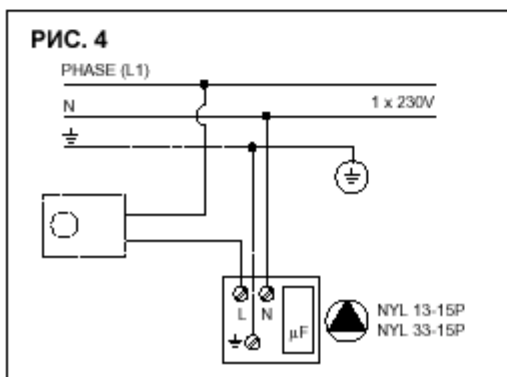 РИС. 4
PHASE (L1)
N
1 x 230V
L N
µF
NYL 13-15P
NYL 33-15P